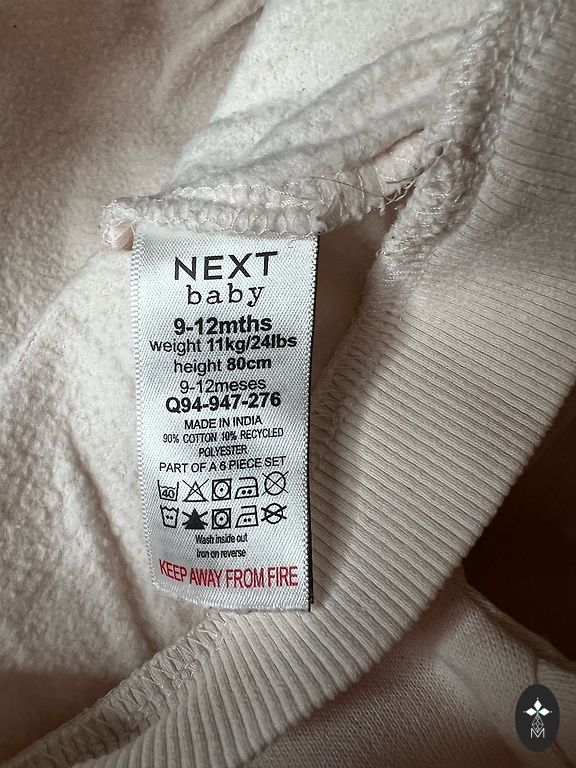 NEXT
baby
9-12mths
weight 11kg/24lbs
height 80cm
9-12meses
Q94-947-276
MADE IN INDIA
90% COTTON 10% RECYCLED
POLYESTER
PART OF A 6 PIECE SET
40
Wash inside out
Iron on reverse
KEEP AWAY FROM FIRE